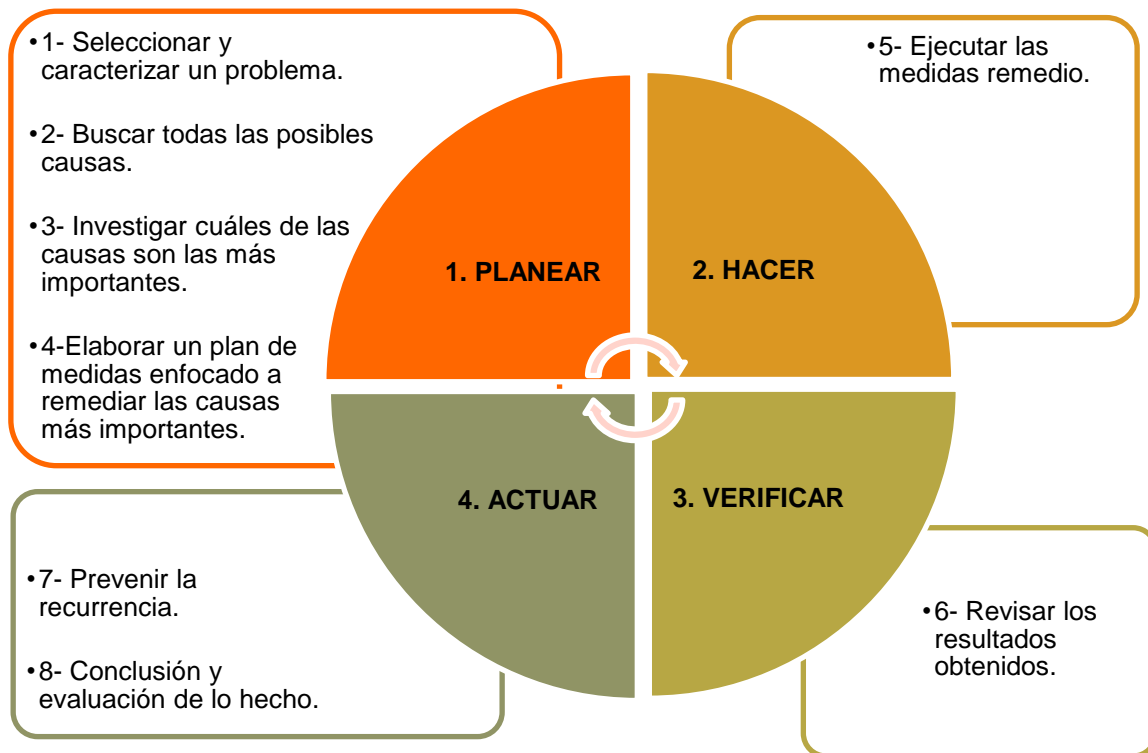 •1- Seleccionar y
caracterizar un problema.
•2- Buscar todas las posibles
causas.
•3- Investigar cuáles de las
causas son las más
importantes.
•4-Elaborar un plan de
medidas enfocado a
remediar las causas
más importantes.
•5- Ejecutar las
medidas remedio.
1. PLANEAR
2. HACER
4. ACTUAR
3. VERIFICAR
•7- Prevenir la
recurrencia.
•8- Conclusión y
evaluación de lo hecho.
•6- Revisar los
resultados
obtenidos.